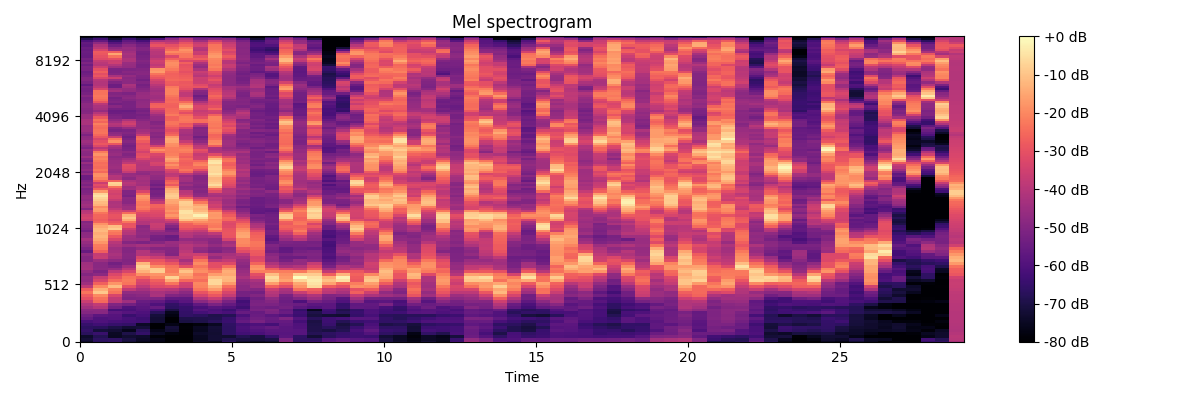 Mel spectrogram
+0 dB
8192
-10 dB
4096
-20 dB
-30 dB
2048
Hz
-40 dB
1024
-50 dB
-60 dB
512
-70 dB
0
-80 dB
0 5 10 15 20 25
Time